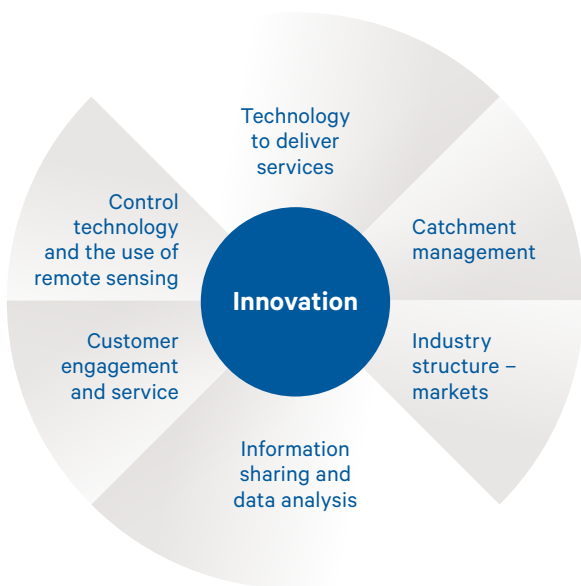 Technology
to deliver
services
Catchment
management
Industry
structure –
markets
Information
sharing and
data analysis
Customer
engagement
and service
Control
technology
and the use of
remote sensing
Innovation